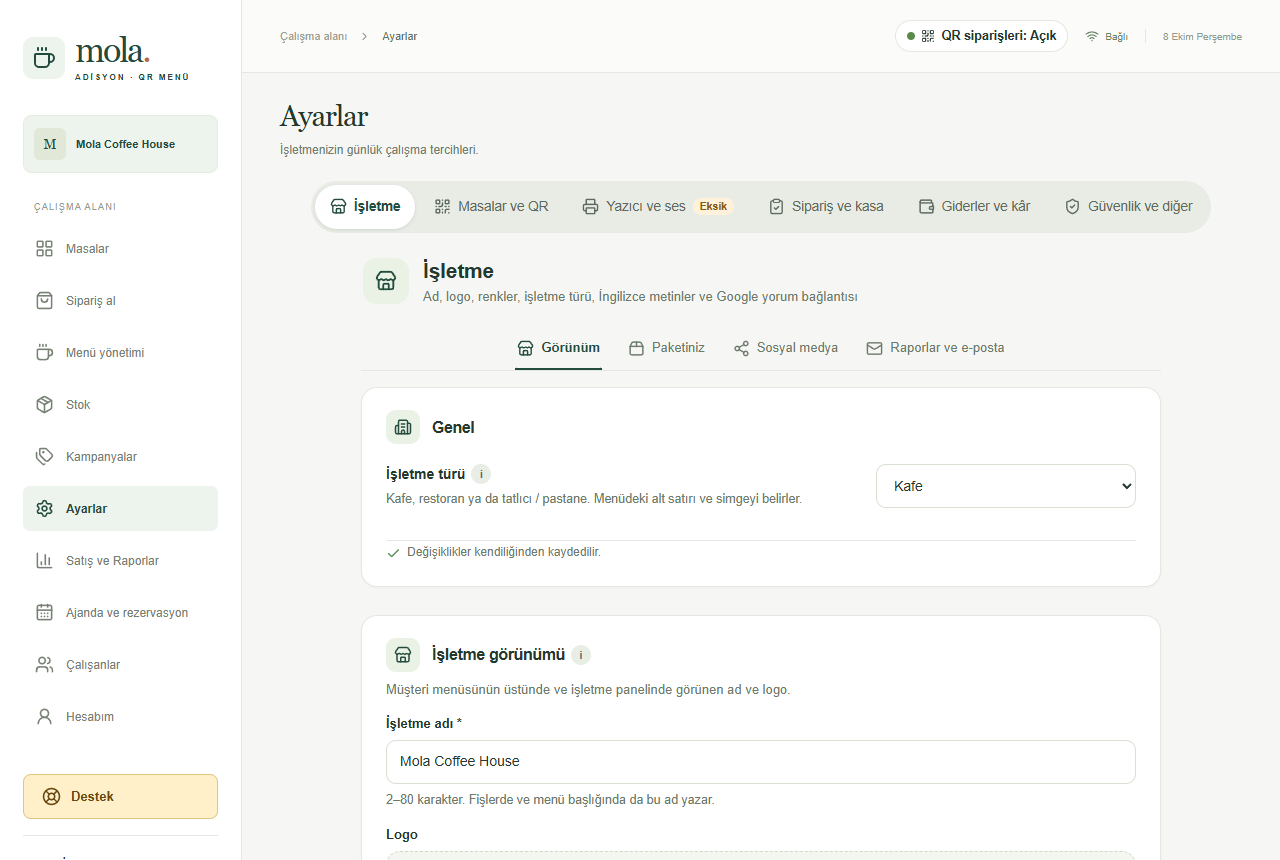 mola.
ADİSYON · QR MENÜ
M
Mola Coffee House
ÇALIŞMA ALANI
Masalar
Sipariş al
Menü yönetimi
Stok
Kampanyalar
Ayarlar
Satış ve Raporlar
Ajanda ve rezervasyon
Çalışanlar
Hesabım
Destek
Çalışma alanı > Ayarlar
QR siparişleri: Açık
Bağlı
8 Ekim Perşembe
Ayarlar
İşletmenizin günlük çalışma tercihleri.
İşletme
Masalar ve QR
Yazıcı ve ses Eksik
Sipariş ve kasa
Giderler ve kâr
Güvenlik ve diğer
İşletme
Ad, logo, renkler, işletme türü, İngilizce metinler ve Google yorum bağlantısı
Görünüm
Paketiniz
Sosyal medya
Raporlar ve e-posta
Genel
İşletme türü i
Kafe, restoran ya da tatlıcı / pastane. Menüdeki alt satırı ve simgeyi belirler.
Kafe
Değişiklikler kendiliğinden kaydedilir.
İşletme görünümü i
Müşteri menüsünün üstünde ve işletme panelinde görünen ad ve logo.
İşletme adı *
Mola Coffee House
2–80 karakter. Fişlerde ve menü başlığında da bu ad yazar.
Logo